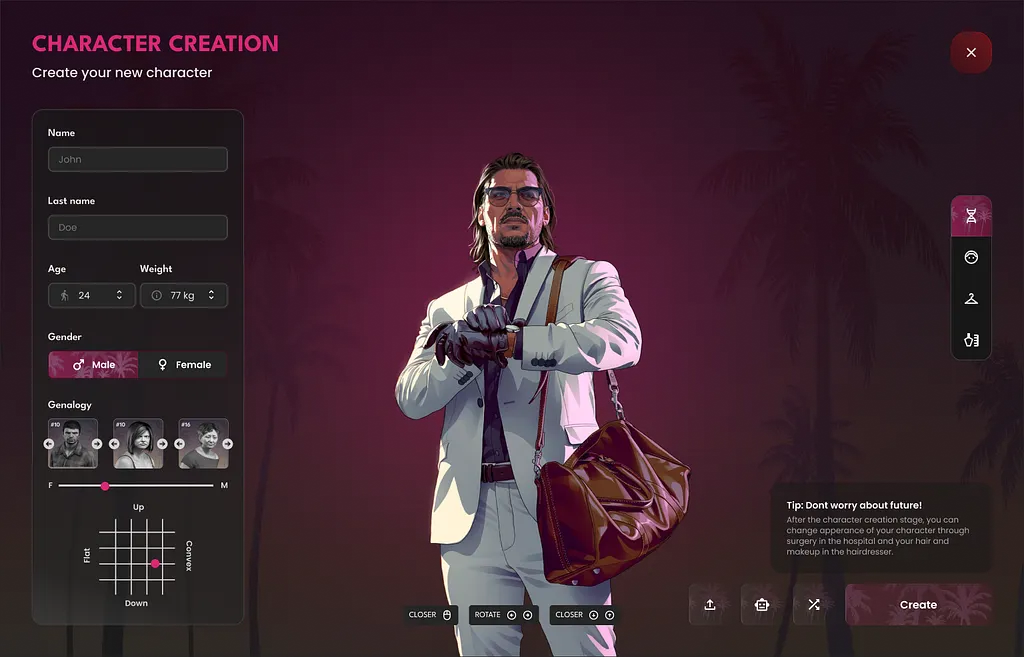 CHARACTER CREATION
Create your new character
Name
John
Last name
Doe
Age
Weight
24
77 kg
Gender
Male
Female
Genalogy
#10
#10
#16
F
M
Up
Flat
Convex
Down
CLOSER
ROTATE
CLOSER
Tip: Dont worry about future!
After the character creation stage, you can
change apperance of your character through
surgery in the hospital and your hair and
makeup in the hairdresser.
Create